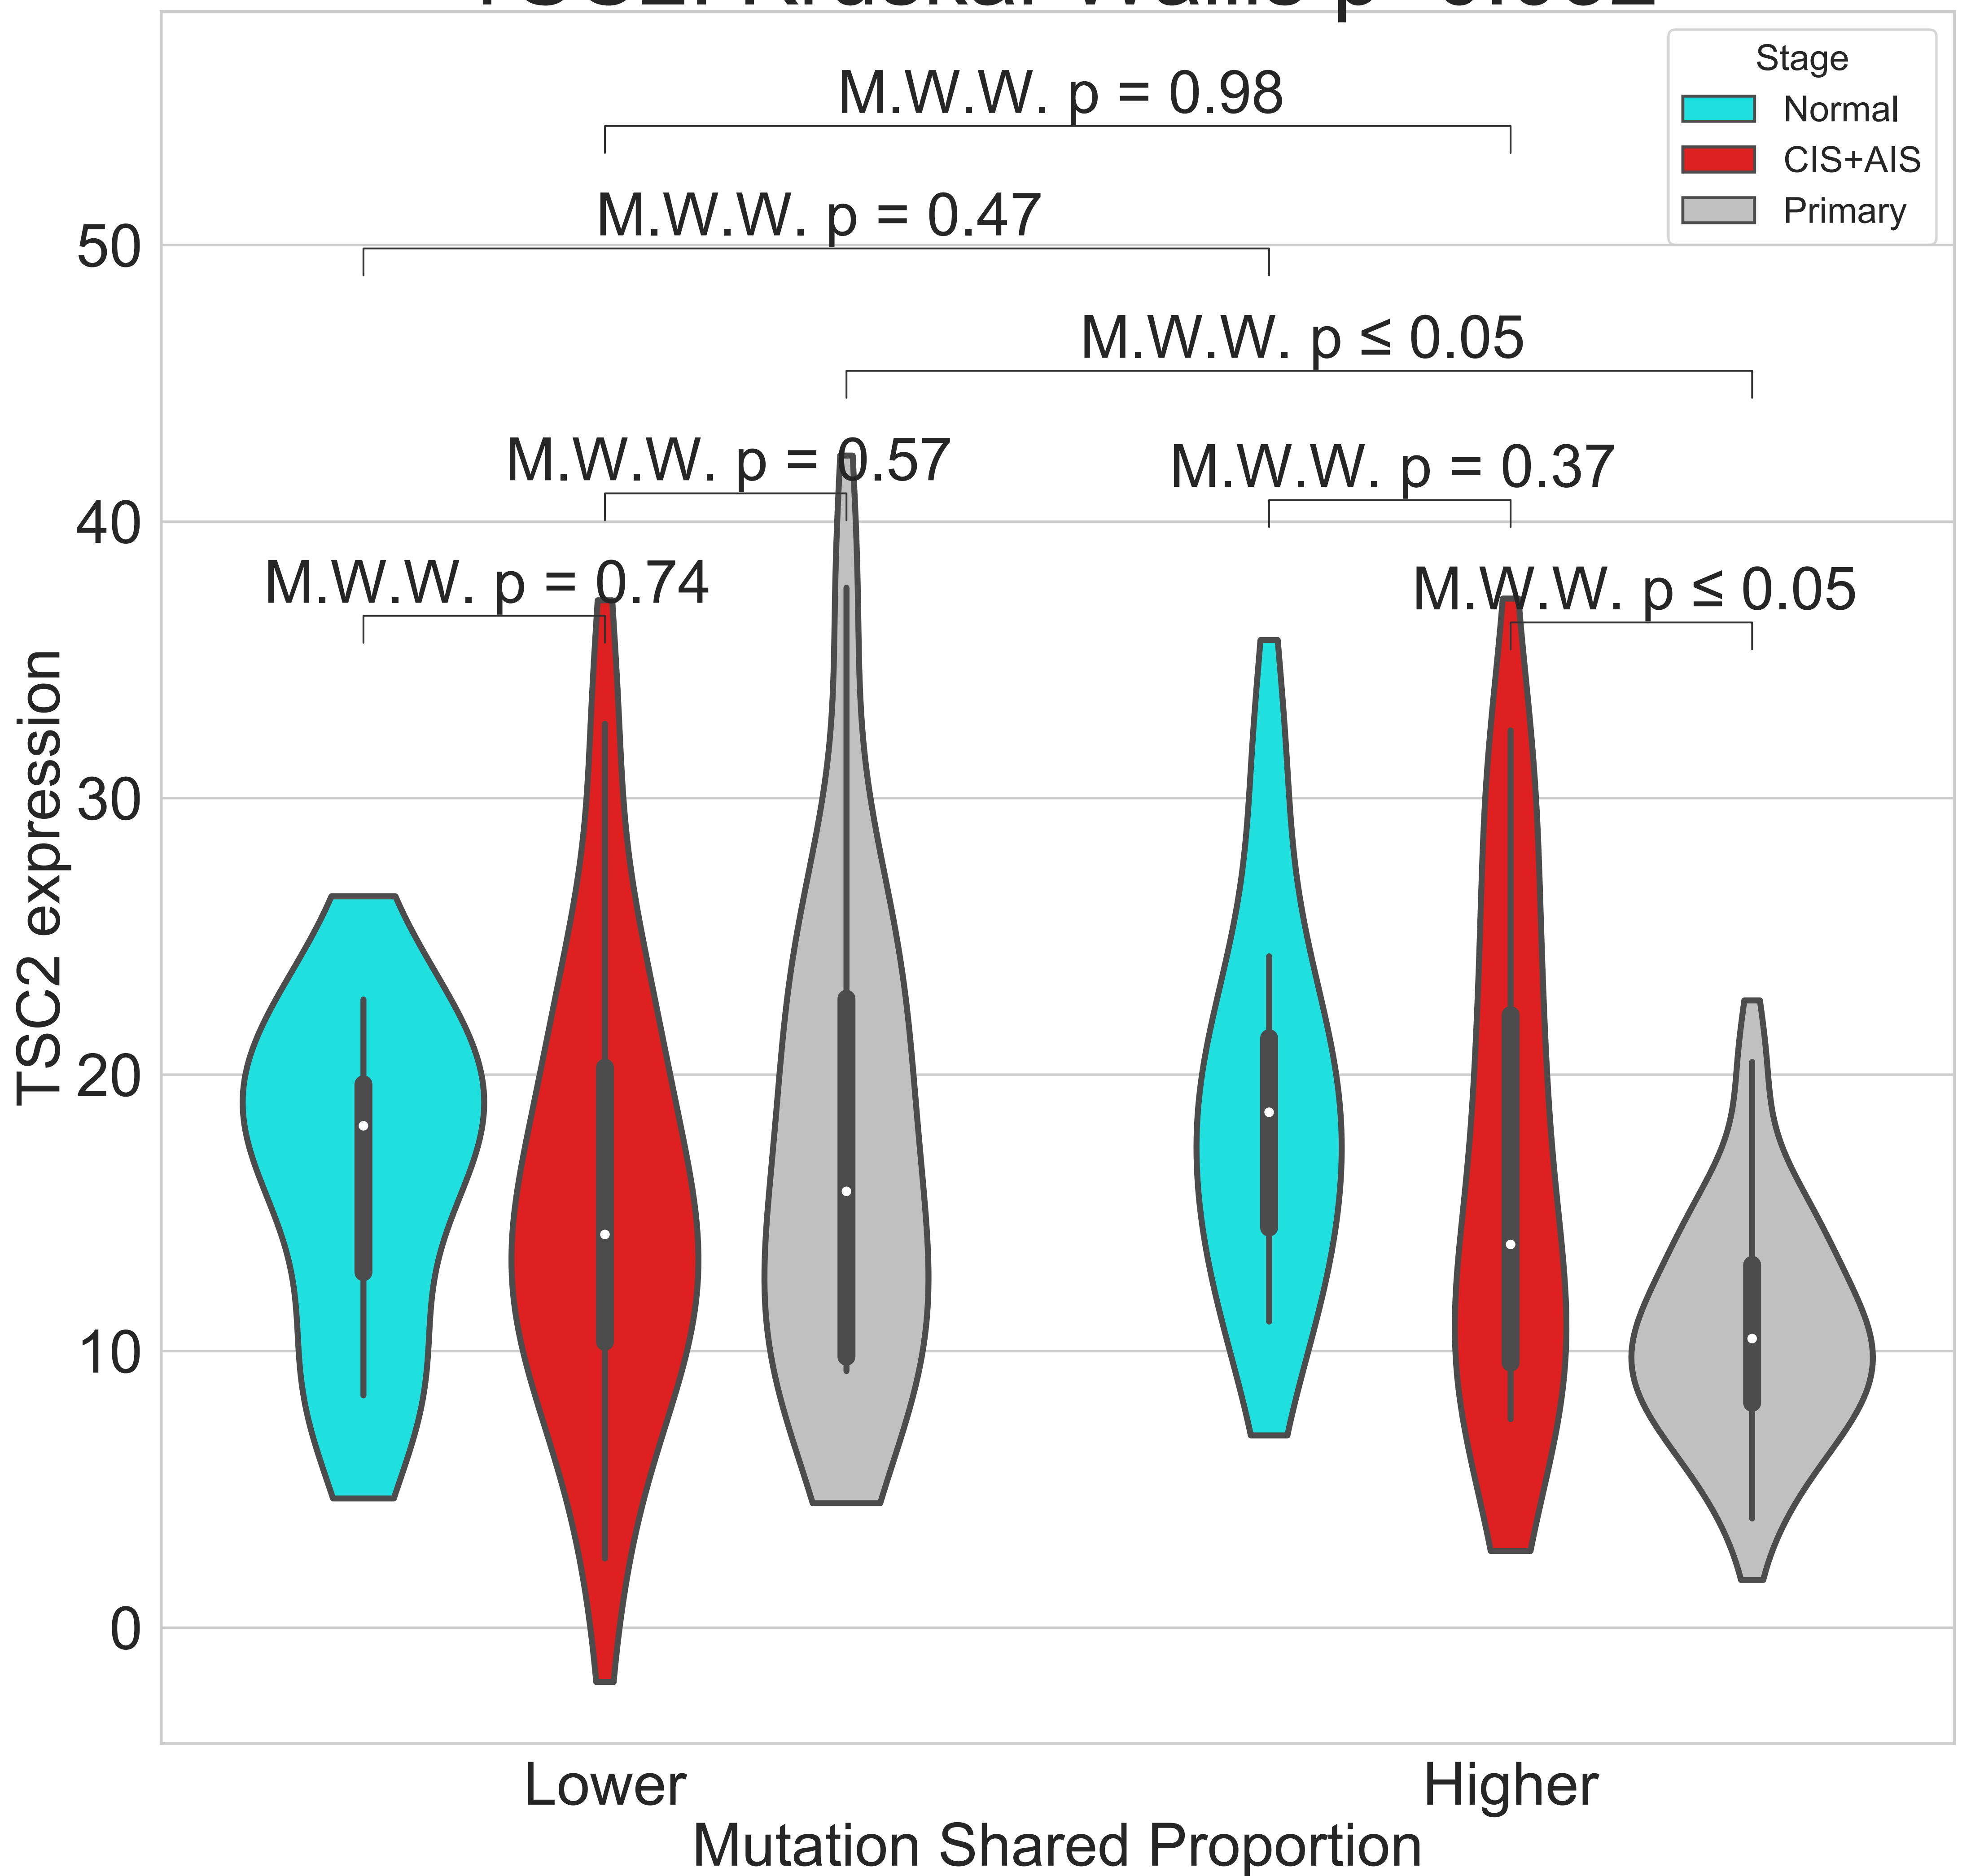 Stage
Normal
CIS+AIS
Primary
M.W.W. p = 0.98
M.W.W. p = 0.47
M.W.W. p ≤ 0.05
M.W.W. p = 0.57
M.W.W. p = 0.37
M.W.W. p = 0.74
M.W.W. p ≤ 0.05
50
40
30
20
10
0
TSC2 expression
Lower
Higher
Mutation Shared Proportion